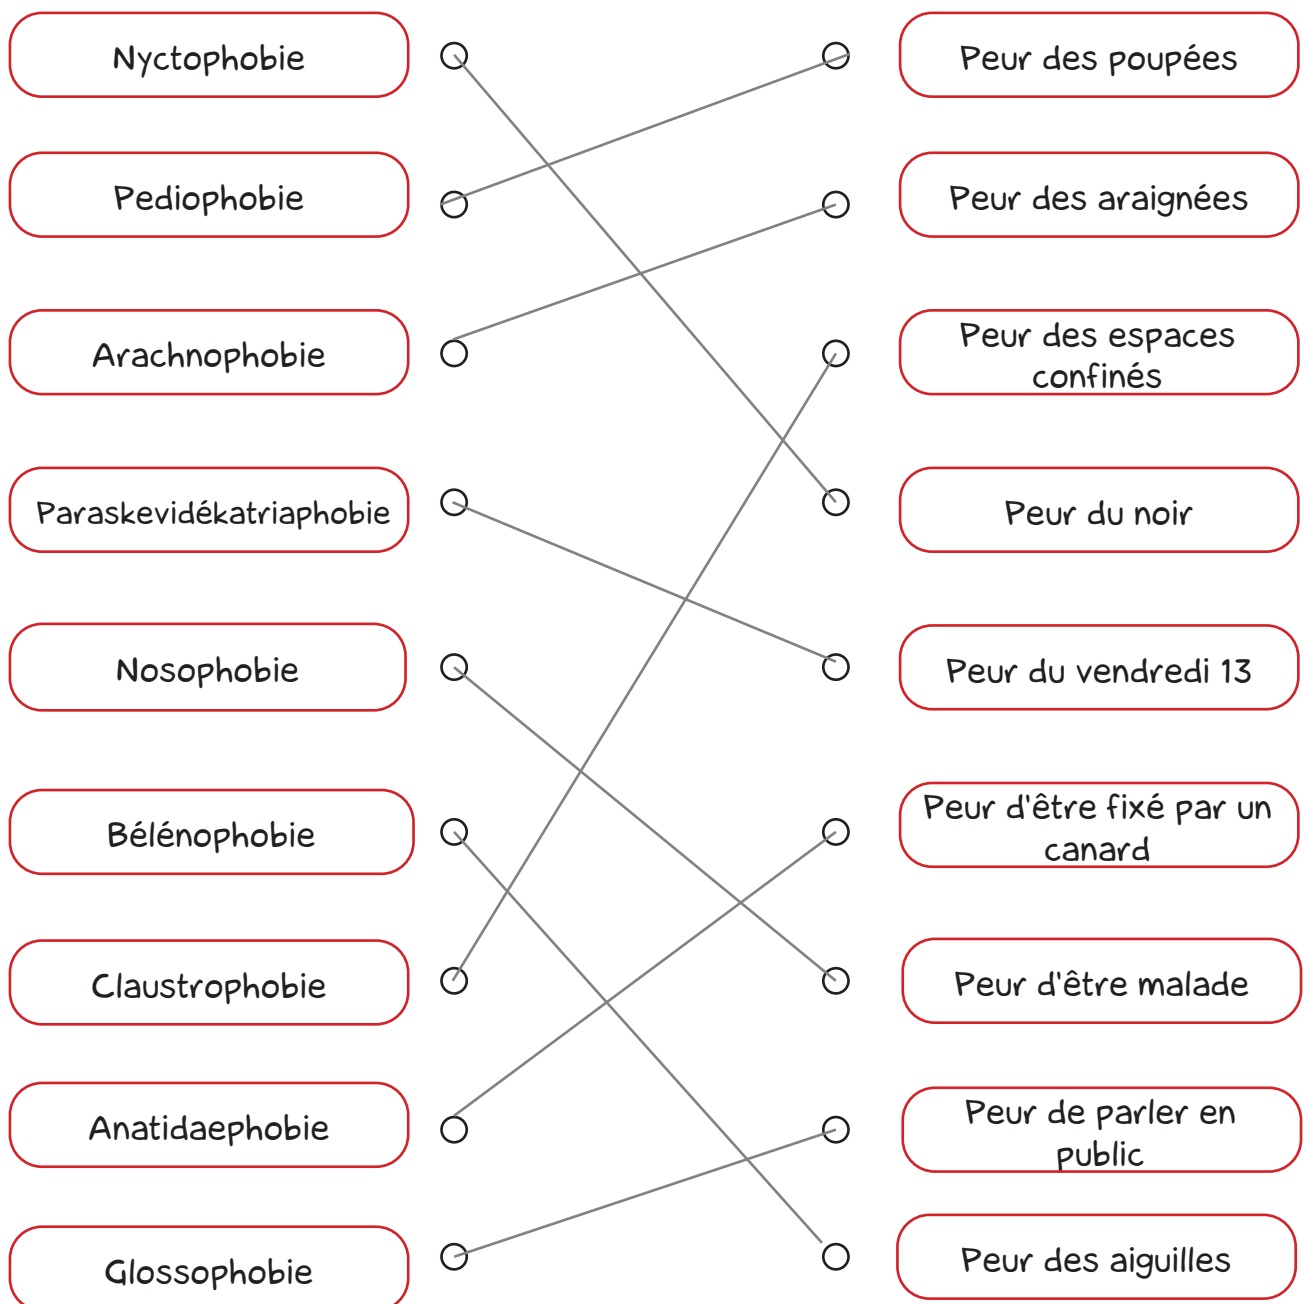 Nyctophobie
Peur des poupées
Pediophobie
Peur des araignées
Arachnophobie
Peur des espaces
confinés
Paraskevidékatriaphobie
Peur du noir
Nosophobie
Peur du vendredi 13
Bélénophobie
Peur d'être fixé par un
canard
Claustrophobie
Peur d'être malade
Anatidaephobie
Peur de parler en
public
Glossophobie
Peur des aiguilles